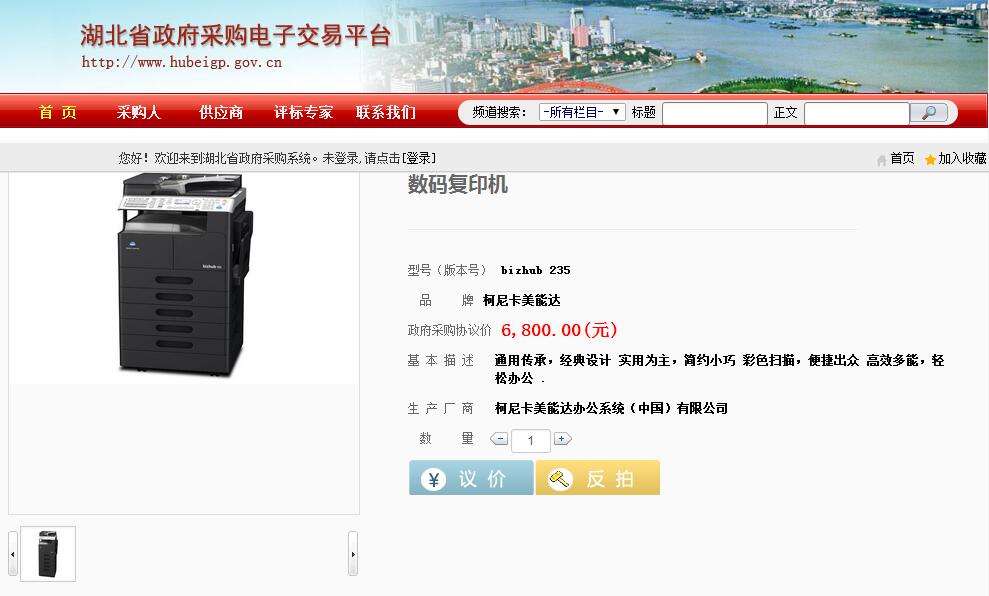 湖北省政府采购电子交易平台
http://www.hubeigp.gov.cn
首 页 采购人 供应商 评标专家 联系我们 频道搜索: -所有栏目- 标题 正文
您好！欢迎来到湖北省政府采购系统。未登录,请点击[登录] 首页 加入收藏
数码复印机
型号（版本号） bizhub 235
品 牌 柯尼卡美能达
政府采购协议价 6,800.00(元)
基 本 描 述 通用传承，经典设计 实用为主，简约小巧 彩色扫描，便捷出众 高效多能，轻
松办公 .
生 产 厂 商 柯尼卡美能达办公系统（中国）有限公司
数 量 - 1 +
¥ 议 价 反 拍
bizhub